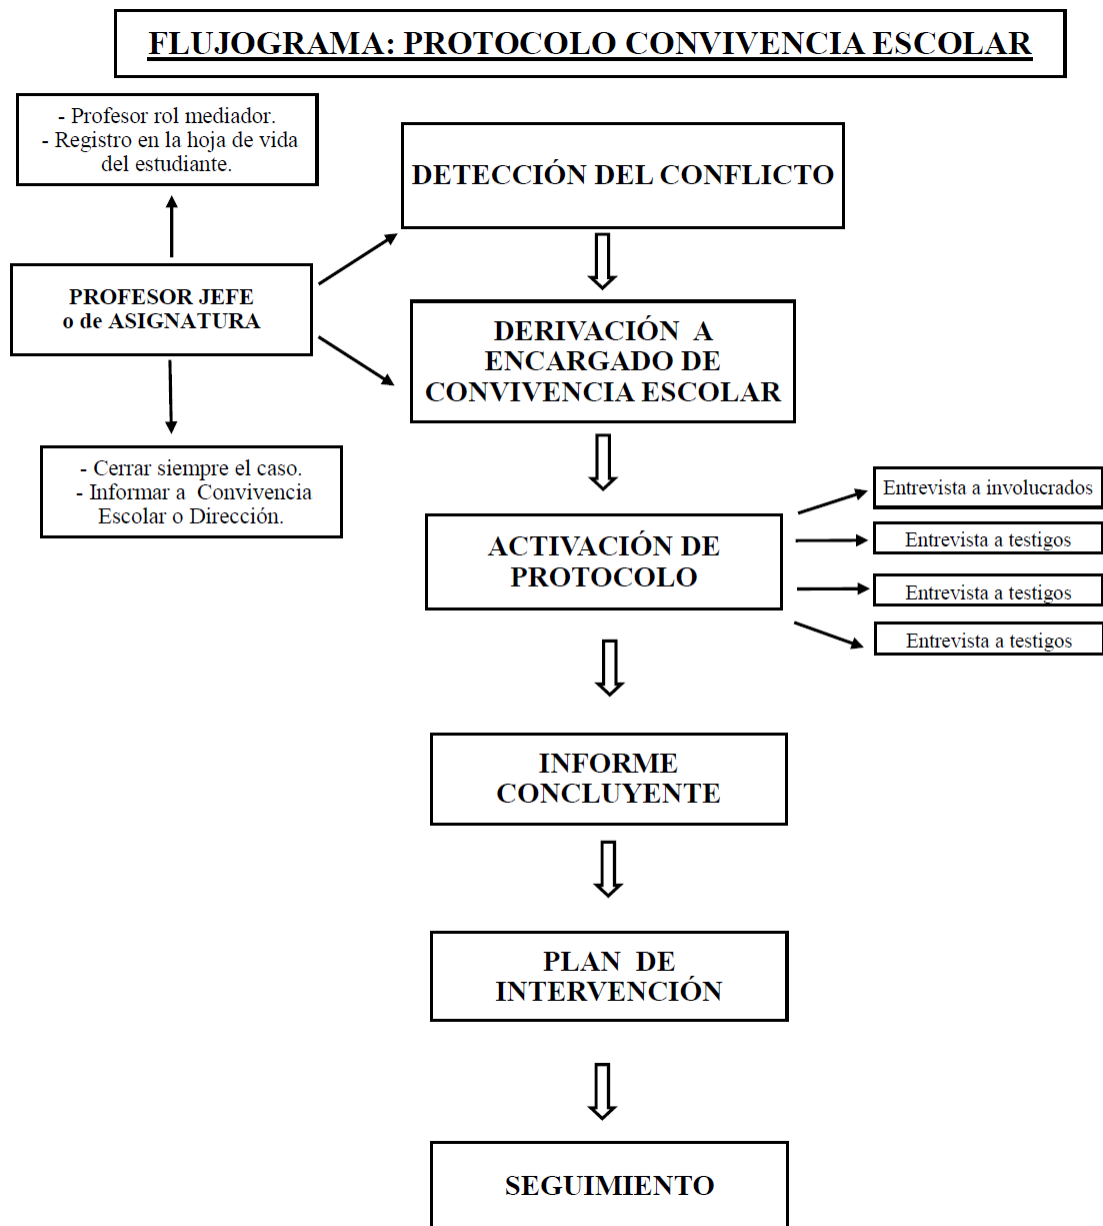 FLUJOGRAMA: PROTOCOLO CONVIVENCIA ESCOLAR
- Profesor rol mediador.
- Registro en la hoja de vida
del estudiante.
DETECCIÓN DEL CONFLICTO
PROFESOR JEFE
o de ASIGNATURA
DERIVACIÓN A
ENCARGADO DE
CONVIVENCIA ESCOLAR
- Cerrar siempre el caso.
- Informar a Convivencia
Escolar o Dirección.
ACTIVACIÓN DE
PROTOCOLO
Entrevista a involucrados
Entrevista a testigos
Entrevista a testigos
Entrevista a testigos
INFORME
CONCLUYENTE
PLAN DE
INTERVENCIÓN
SEGUIMIENTO